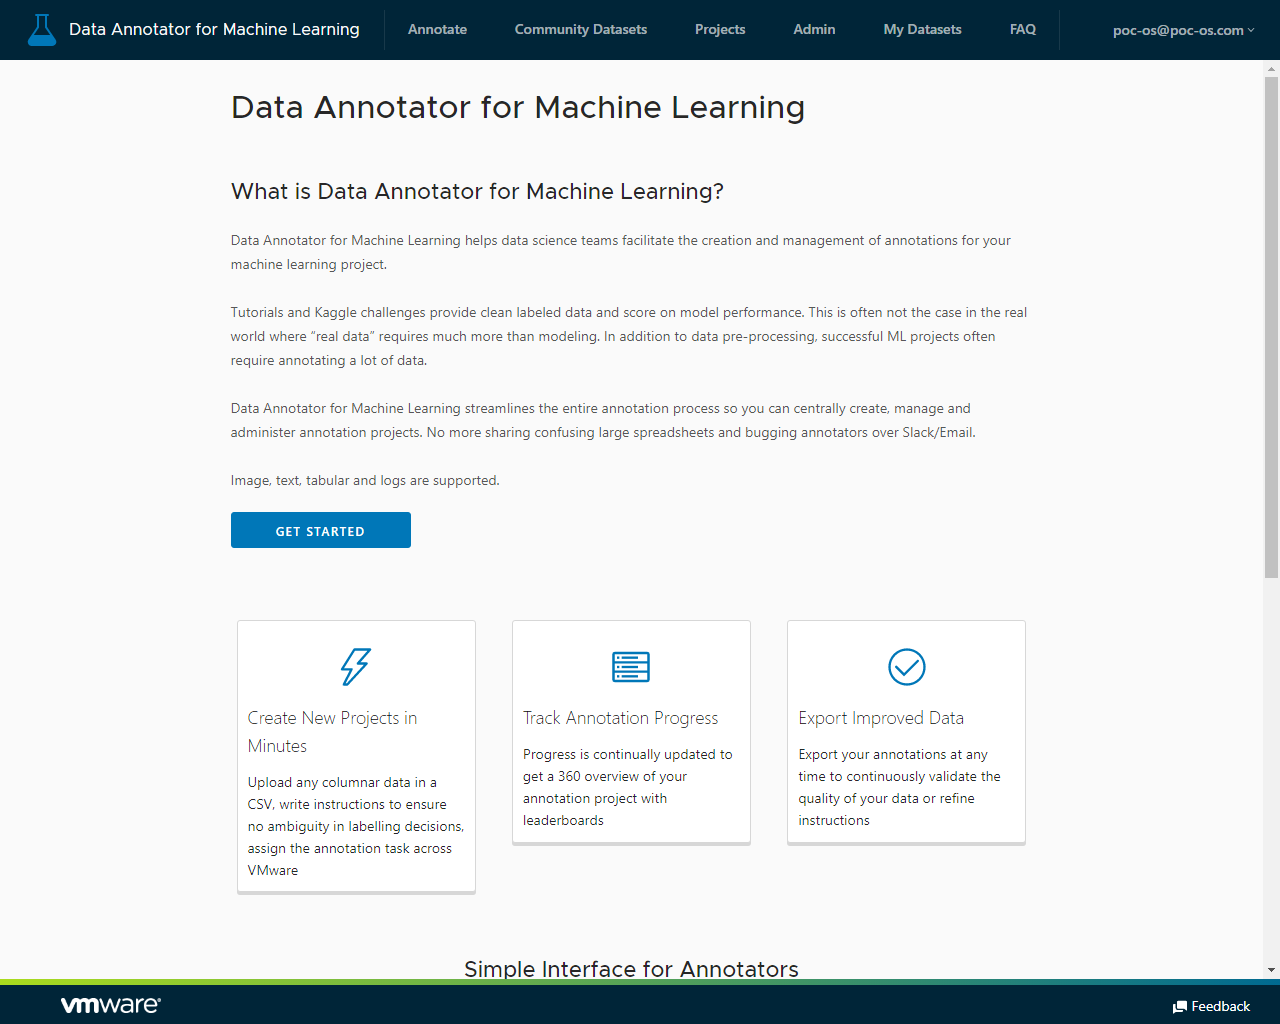 Data Annotator for Machine Learning
Annotate
Community Datasets
Projects
Admin
My Datasets
FAQ
poc-os@poc-os.com
Data Annotator for Machine Learning
What is Data Annotator for Machine Learning?
Data Annotator for Machine Learning helps data science teams facilitate the creation and management of annotations for your
machine learning project.
Tutorials and Kaggle challenges provide clean labeled data and score on model performance. This is often not the case in the real
world where “real data” requires much more than modeling. In addition to data pre-processing, successful ML projects often
require annotating a lot of data.
Data Annotator for Machine Learning streamlines the entire annotation process so you can centrally create, manage and
administer annotation projects. No more sharing confusing large spreadsheets and bugging annotators over Slack/Email.
Image, text, tabular and logs are supported.
GET STARTED
Create New Projects in
Minutes
Upload any columnar data in a
CSV, write instructions to ensure
no ambiguity in labelling decisions,
assign the annotation task across
VMware
Track Annotation Progress
Progress is continually updated to
get a 360 overview of your
annotation project with
leaderboards
Export Improved Data
Export your annotations at any
time to continuously validate the
quality of your data or refine
instructions
Simple Interface for Annotators
vmware
Feedback